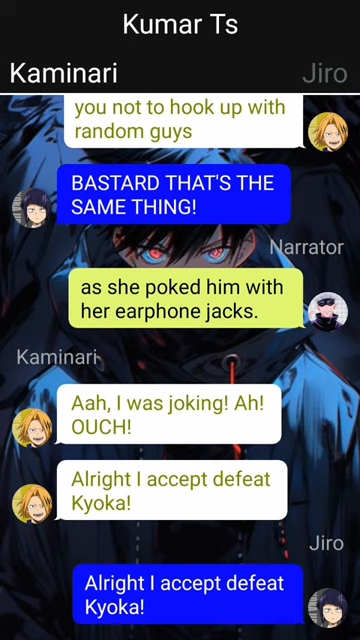 Kumar Ts
Kaminari
Jiro
you not to hook up with
random guys
BASTARD THAT'S THE
SAME THING!
Narrator
as she poked him with
her earphone jacks.
Kaminari
Aah, I was joking! Ah!
OUCH!
Alright I accept defeat
Kyoka!
Jiro
Alright I accept defeat
Kyoka!